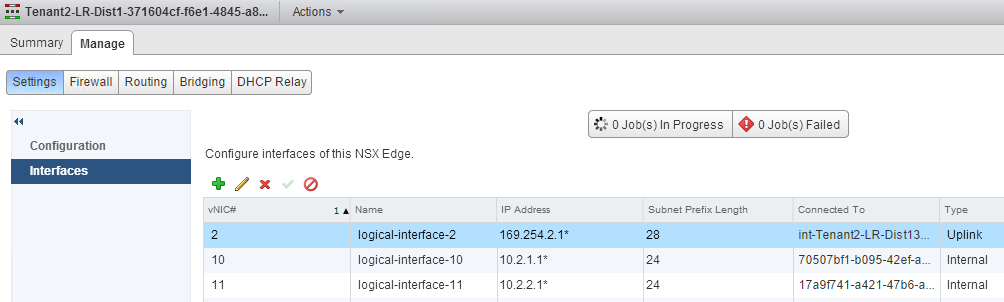 Tenant2-LR-Dist1-371604cf-f6e1-4845-a8... Actions
Summary Manage
Settings Firewall Routing Bridging DHCP Relay
0 Job(s) In Progress 0 Job(s) Failed
Configuration
Interfaces
Configure interfaces of this NSX Edge.
vNIC# 1 ▲ Name IP Address Subnet Prefix Length Connected To Type
2 logical-interface-2 169.254.2.1* 28 int-Tenant2-LR-Dist13... Uplink
10 logical-interface-10 10.2.1.1* 24 70507bf1-b095-42ef-a... Internal
11 logical-interface-11 10.2.2.1* 24 17a9f741-a421-47b6-a... Internal